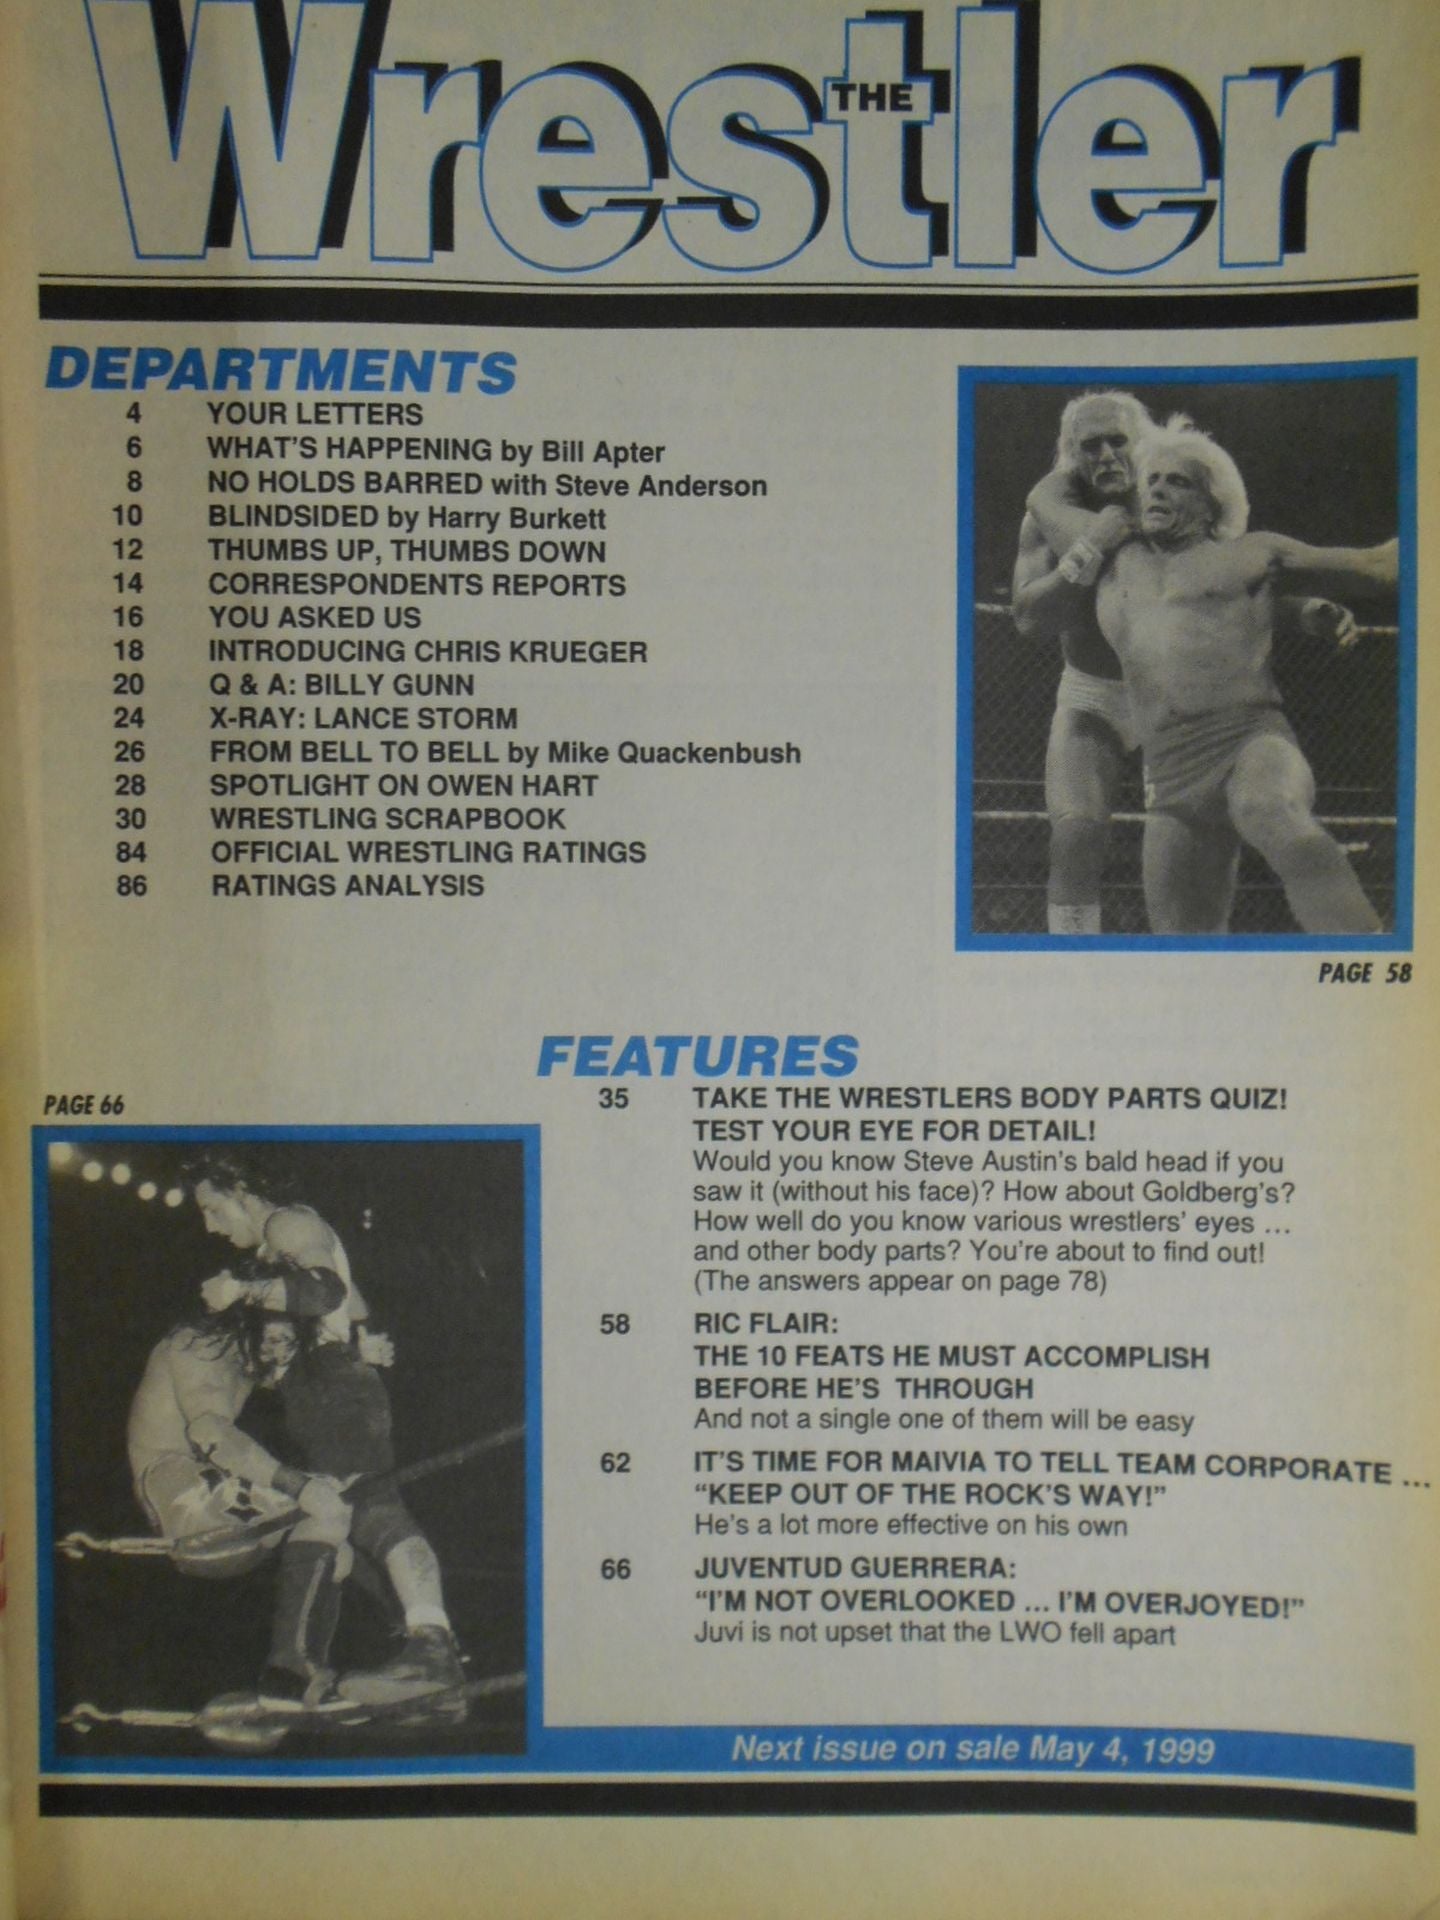 THE
Wrestler
DEPARTMENTS
4 YOUR LETTERS
6 WHAT'S HAPPENING by Bill Apter
8 NO HOLDS BARRED with Steve Anderson
10 BLINDSIDED by Harry Burkett
12 THUMBS UP, THUMBS DOWN
14 CORRESPONDENTS REPORTS
16 YOU ASKED US
18 INTRODUCING CHRIS KRUEGER
20 Q & A: BILLY GUNN
24 X-RAY: LANCE STORM
26 FROM BELL TO BELL by Mike Quackenbush
28 SPOTLIGHT ON OWEN HART
30 WRESTLING SCRAPBOOK
84 OFFICIAL WRESTLING RATINGS
86 RATINGS ANALYSIS
PAGE 58
FEATURES
35 TAKE THE WRESTLERS BODY PARTS QUIZ!
TEST YOUR EYE FOR DETAIL!
Would you know Steve Austin's bald head if you
saw it (without his face)? How about Goldberg's?
How well do you know various wrestlers' eyes ...
and other body parts? You're about to find out!
(The answers appear on page 78)
58 RIC FLAIR:
THE 10 FEATS HE MUST ACCOMPLISH
BEFORE HE'S THROUGH
And not a single one of them will be easy
62 IT'S TIME FOR MAIVIA TO TELL TEAM CORPORATE ...
"KEEP OUT OF THE ROCK'S WAY!"
He's a lot more effective on his own
66 JUVENTUD GUERRERA:
"I'M NOT OVERLOOKED ... I'M OVERJOYED!"
Juvi is not upset that the LWO fell apart
PAGE 66
Next issue on sale May 4, 1999